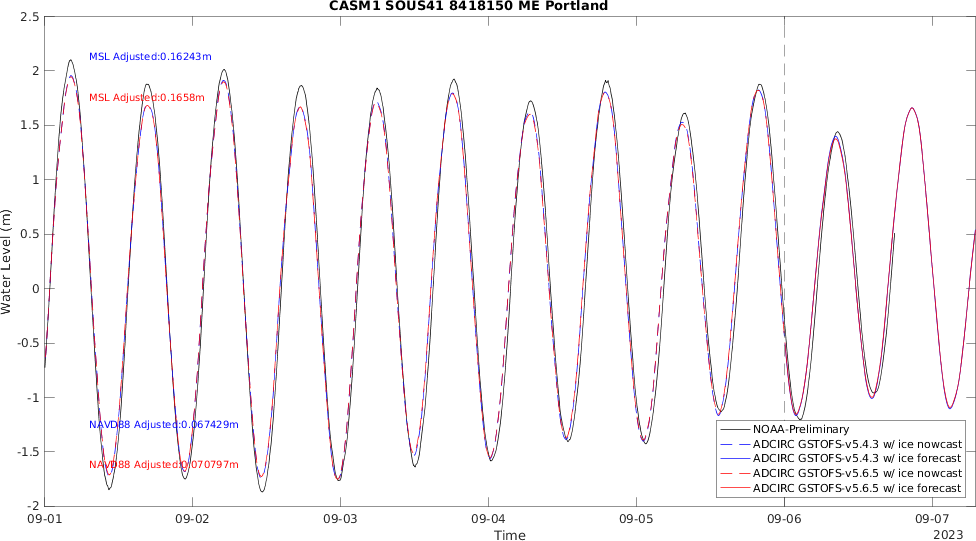 CASM1 SOUS41 8418150 ME Portland
2.5
2
1.5
1
0.5
0
-0.5
-1
-1.5
-2
Water Level (m)
MSL Adjusted:0.16243m
MSL Adjusted:0.1658m
NAVD88 Adjusted:0.067429m
NAVD88 Adjusted:0.070797m
NOAA-Preliminary
ADCIRC GSTOFS-v5.4.3 w/ ice nowcast
ADCIRC GSTOFS-v5.4.3 w/ ice forecast
ADCIRC GSTOFS-v5.6.5 w/ ice nowcast
ADCIRC GSTOFS-v5.6.5 w/ ice forecast
09-01 09-02 09-03 09-04 09-05 09-06 09-07
Time
2023